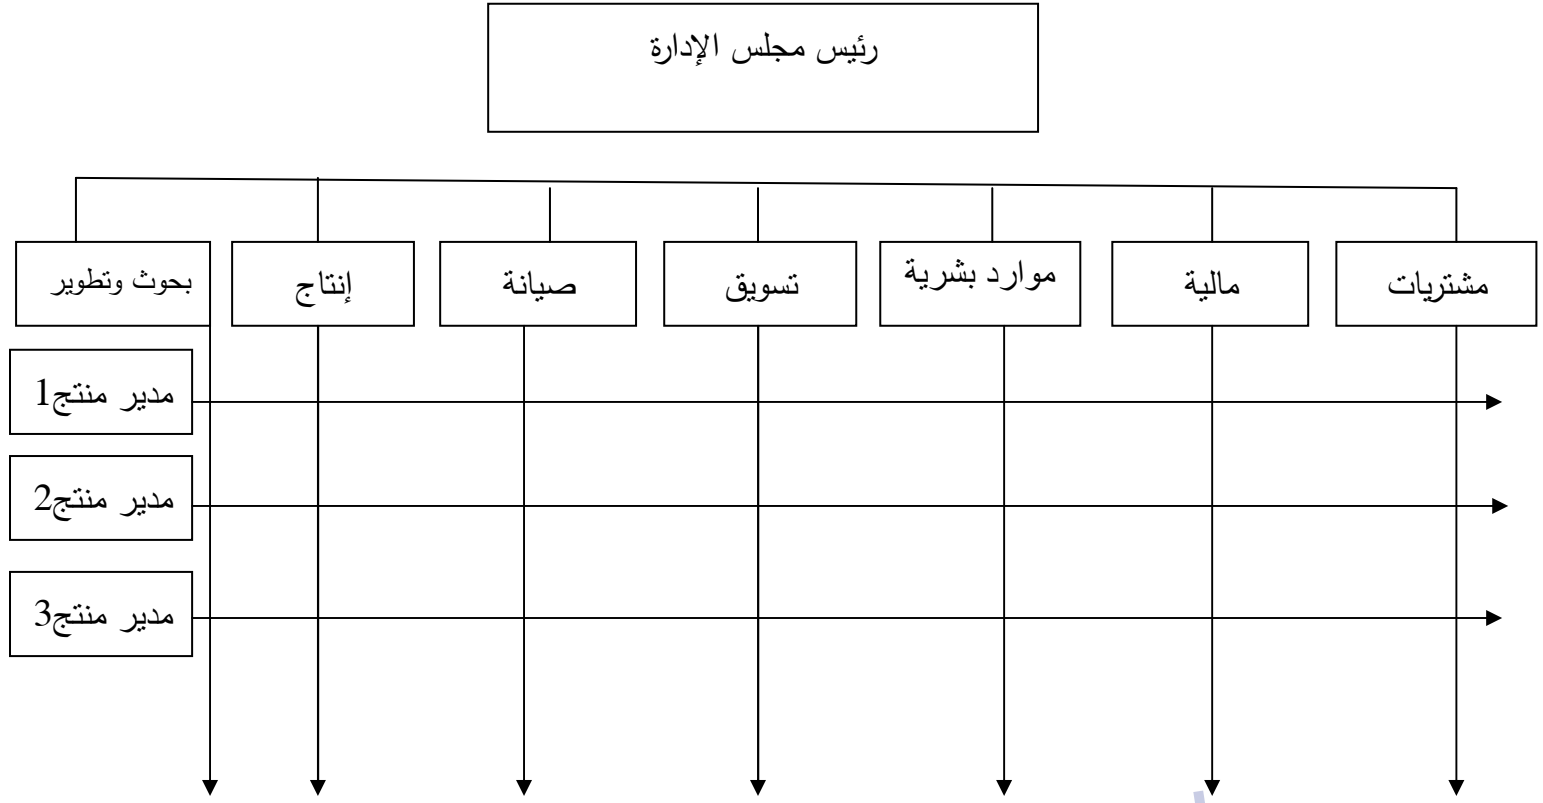 رئيس مجلس الإدارة
مشتريات
مالية
موارد بشرية
تسويق
صيانة
إنتاج
بحوث وتطوير
مدير منتج1
مدير منتج2
مدير منتج3